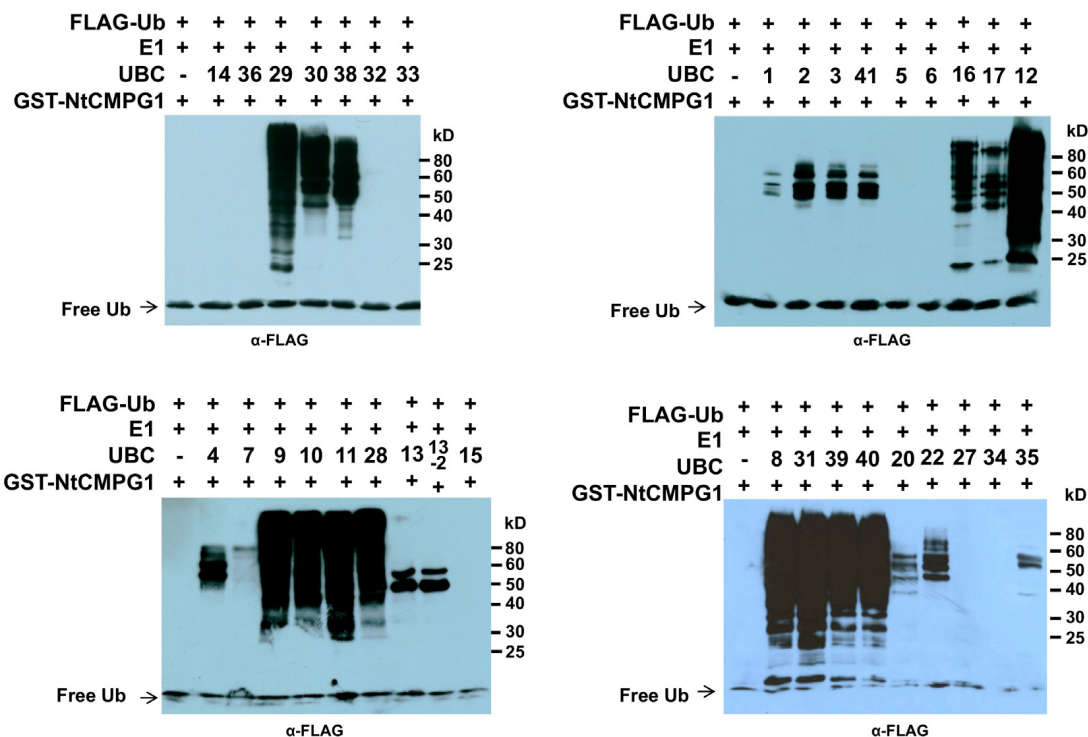 FLAG-Ub + + + + + + + +
E1 + + + + + + + +
UBC - 14 36 29 30 38 32 33
GST-NtCMPG1 + + + + + + + +
kD
80
60
50
40
30
25
Free Ub →
α-FLAG
FLAG-Ub + + + + + + + + + +
E1 + + + + + + + + + +
UBC - 1 2 3 41 5 6 16 17 12
GST-NtCMPG1 + + + + + + + + + +
kD
80
60
50
40
30
25
Free Ub →
α-FLAG
FLAG-Ub + + + + + + + + + +
E1 + + + + + + + + + +
UBC - 4 7 9 10 11 28 13 13-2 15
GST-NtCMPG1 + + + + + + + + + +
kD
80
60
50
40
30
25
Free Ub →
α-FLAG
FLAG-Ub + + + + + + + + + +
E1 + + + + + + + + + +
UBC - 8 31 39 40 20 22 27 34 35
GST-NtCMPG1 + + + + + + + + + +
kD
80
60
50
40
30
25
Free Ub →
α-FLAG